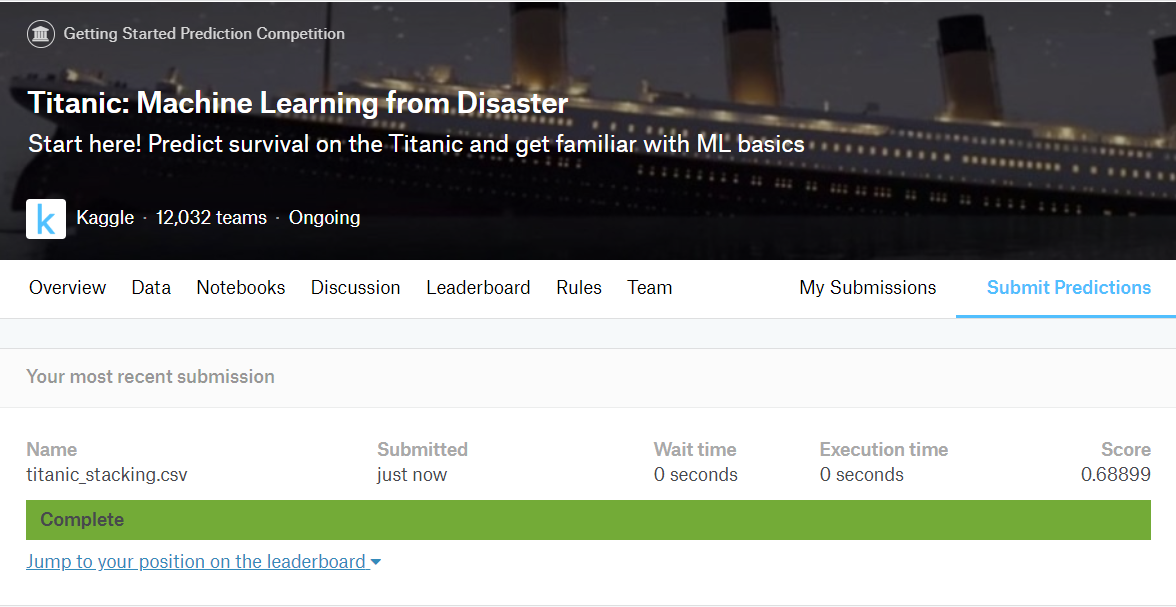 Getting Started Prediction Competition
Titanic: Machine Learning from Disaster
Start here! Predict survival on the Titanic and get familiar with ML basics
k Kaggle · 12,032 teams · Ongoing
Overview Data Notebooks Discussion Leaderboard Rules Team My Submissions Submit Predictions
Your most recent submission
Name Submitted Wait time Execution time Score
titanic_stacking.csv just now 0 seconds 0 seconds 0.68899
Complete
Jump to your position on the leaderboard